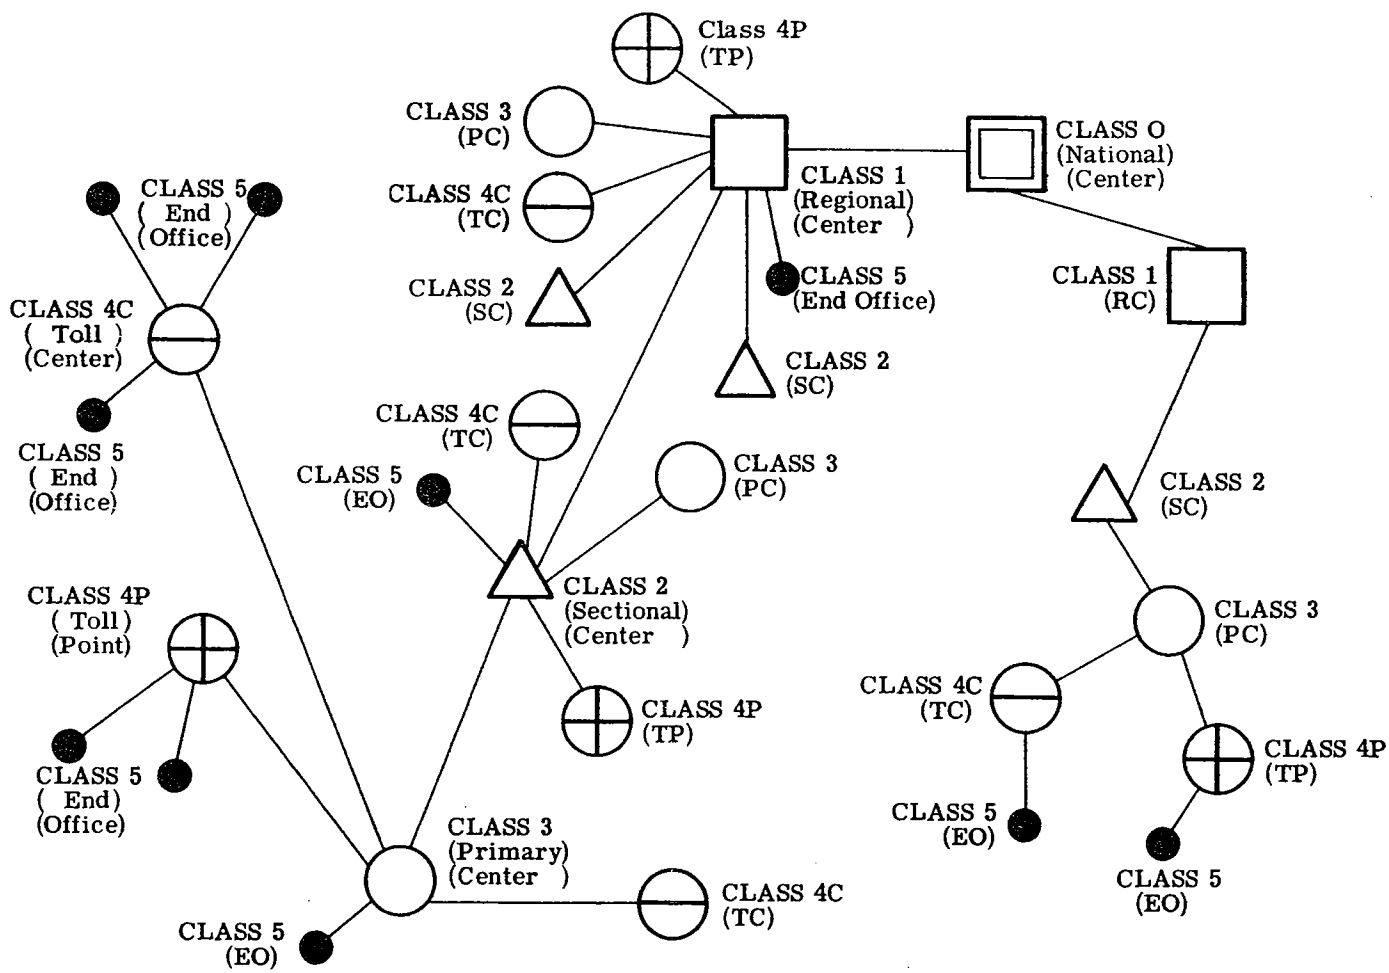 Class 4P
(TP)
CLASS 3
(PC)
CLASS O
(National)
(Center)
CLASS 4C
(TC)
CLASS 1
(Regional)
(Center )
CLASS 5
( End )
(Office)
CLASS 2
(SC)
CLASS 5
(End Office)
CLASS 1
(RC)
CLASS 4C
( Toll )
(Center)
CLASS 2
(SC)
CLASS 4C
(TC)
CLASS 5
( End )
(Office)
CLASS 5
(EO)
CLASS 3
(PC)
CLASS 2
(SC)
CLASS 4P
( Toll )
(Point)
CLASS 2
(Sectional)
(Center )
CLASS 3
(PC)
CLASS 4P
(TP)
CLASS 4C
(TC)
CLASS 4P
(TP)
CLASS 5
( End )
(Office)
CLASS 3
(Primary)
(Center )
CLASS 5
(EO)
CLASS 5
(EO)
CLASS 4C
(TC)
CLASS 5
(EO)